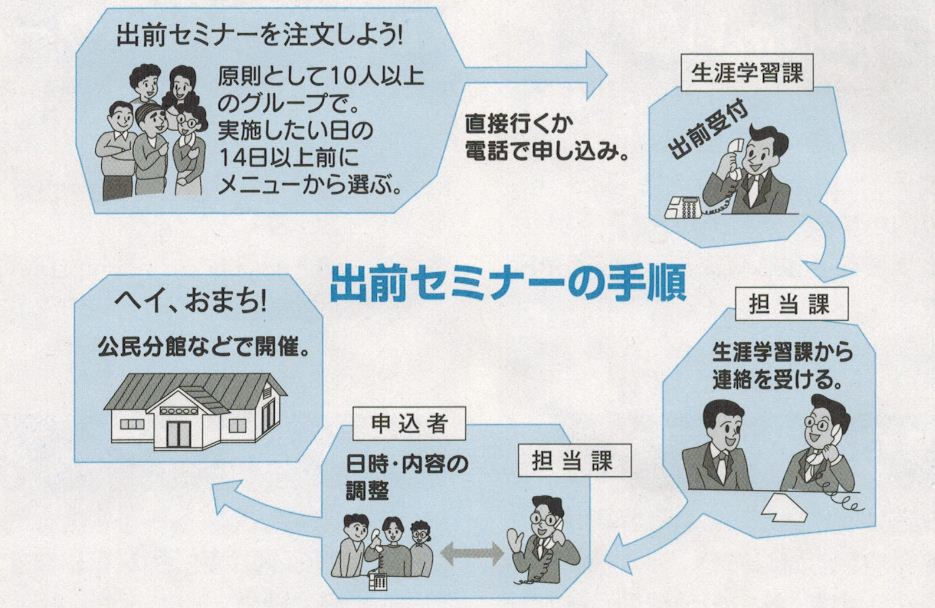 出前セミナーを注文しよう!
原則として10人以上
のグループで。
実施したい日の
14日以上前に
メニューから選ぶ。
直接行くか
電話で申し込み。
生涯学習課
出前受付
出前セミナーの手順
担当課
生涯学習課から
連絡を受ける。
申込者
担当課
日時・内容の
調整
ヘイ、おまち!
公民分館などで開催。